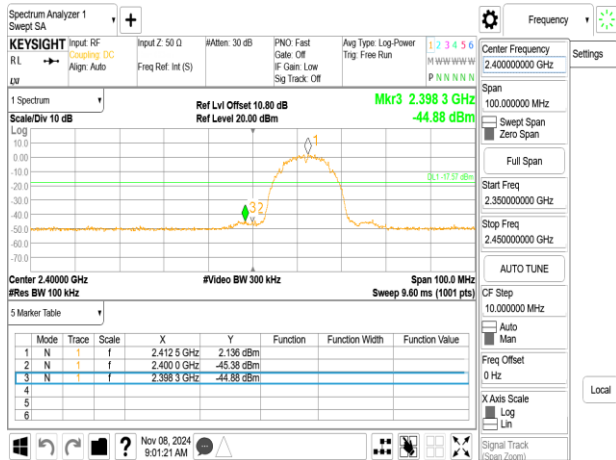 Spectrum Analyzer 1
Swept SA
Frequency
KEYSIGHT
RL
LXI
Input: RF
Coupling: DC
Align: Auto
Input Z: 50 Ω
Freq Ref: Int (S)
#Atten: 30 dB
PNO: Fast
Gate: Off
IF Gain: Low
Sig Track: Off
Avg Type: Log-Power
Trig: Free Run
1 2 3 4 5 6
M W W W W W
P N N N N N
Settings
Center Frequency
2.400000000 GHz
Span
100.000000 MHz
Swept Span
Zero Span
Full Span
Start Freq
2.350000000 GHz
Stop Freq
2.450000000 GHz
AUTO TUNE
CF Step
10.000000 MHz
Auto
Man
Freq Offset
0 Hz
X Axis Scale
Log
Lin
Signal Track
(Span Zoom)
Local
1 Spectrum
Scale/Div 10 dB
Ref Lvl Offset 10.80 dB
Ref Level 20.00 dBm
Mkr3 2.398 3 GHz
-44.88 dBm
Log
10.0
0.00
-10.0
-20.0
-30.0
-40.0
-50.0
-60.0
-70.0
1
DL1 -17.57 dBm
3 2
Center 2.40000 GHz
#Video BW 300 kHz
Span 100.0 MHz
#Res BW 100 kHz
Sweep 9.60 ms (1001 pts)
5 Marker Table
Mode Trace Scale X Y Function Function Width Function Value
1 N 1 f 2.412 5 GHz 2.136 dBm
2 N 1 f 2.400 0 GHz -45.38 dBm
3 N 1 f 2.398 3 GHz -44.88 dBm
4
5
6
?
Nov 08, 2024
9:01:21 AM